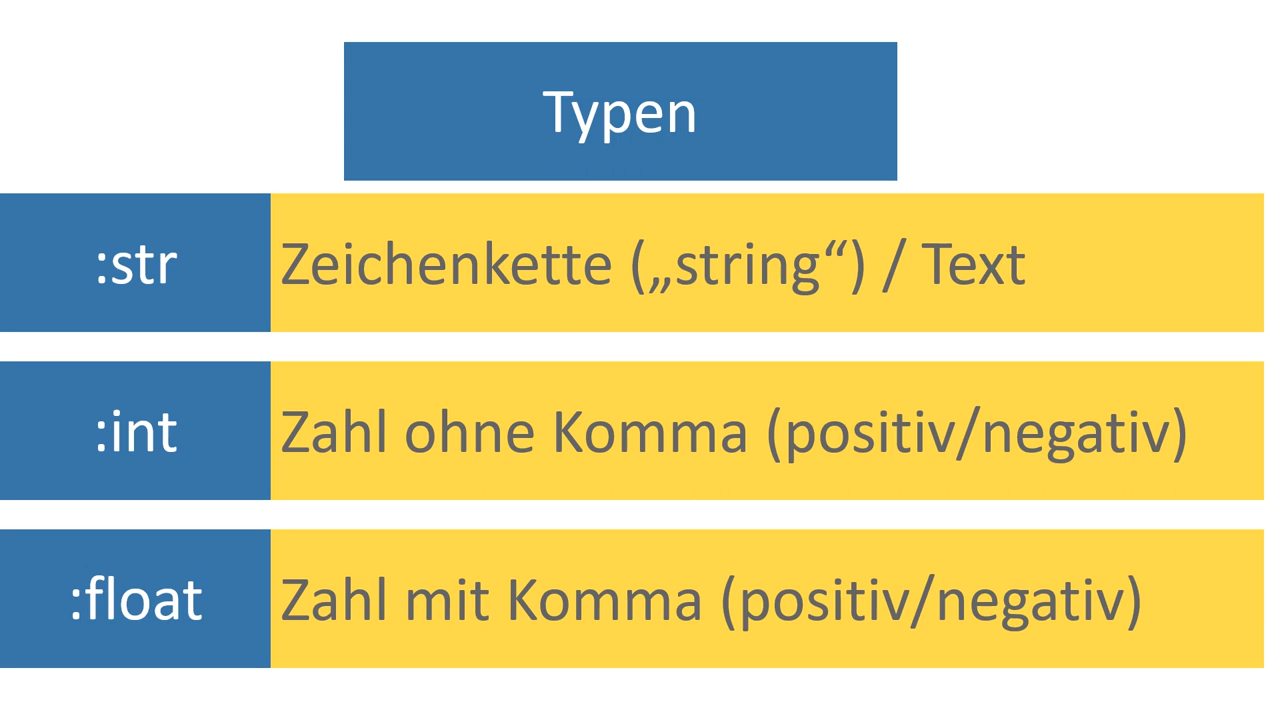 Typen
:str
Zeichenkette („string“) / Text
:int
Zahl ohne Komma (positiv/negativ)
:float
Zahl mit Komma (positiv/negativ)